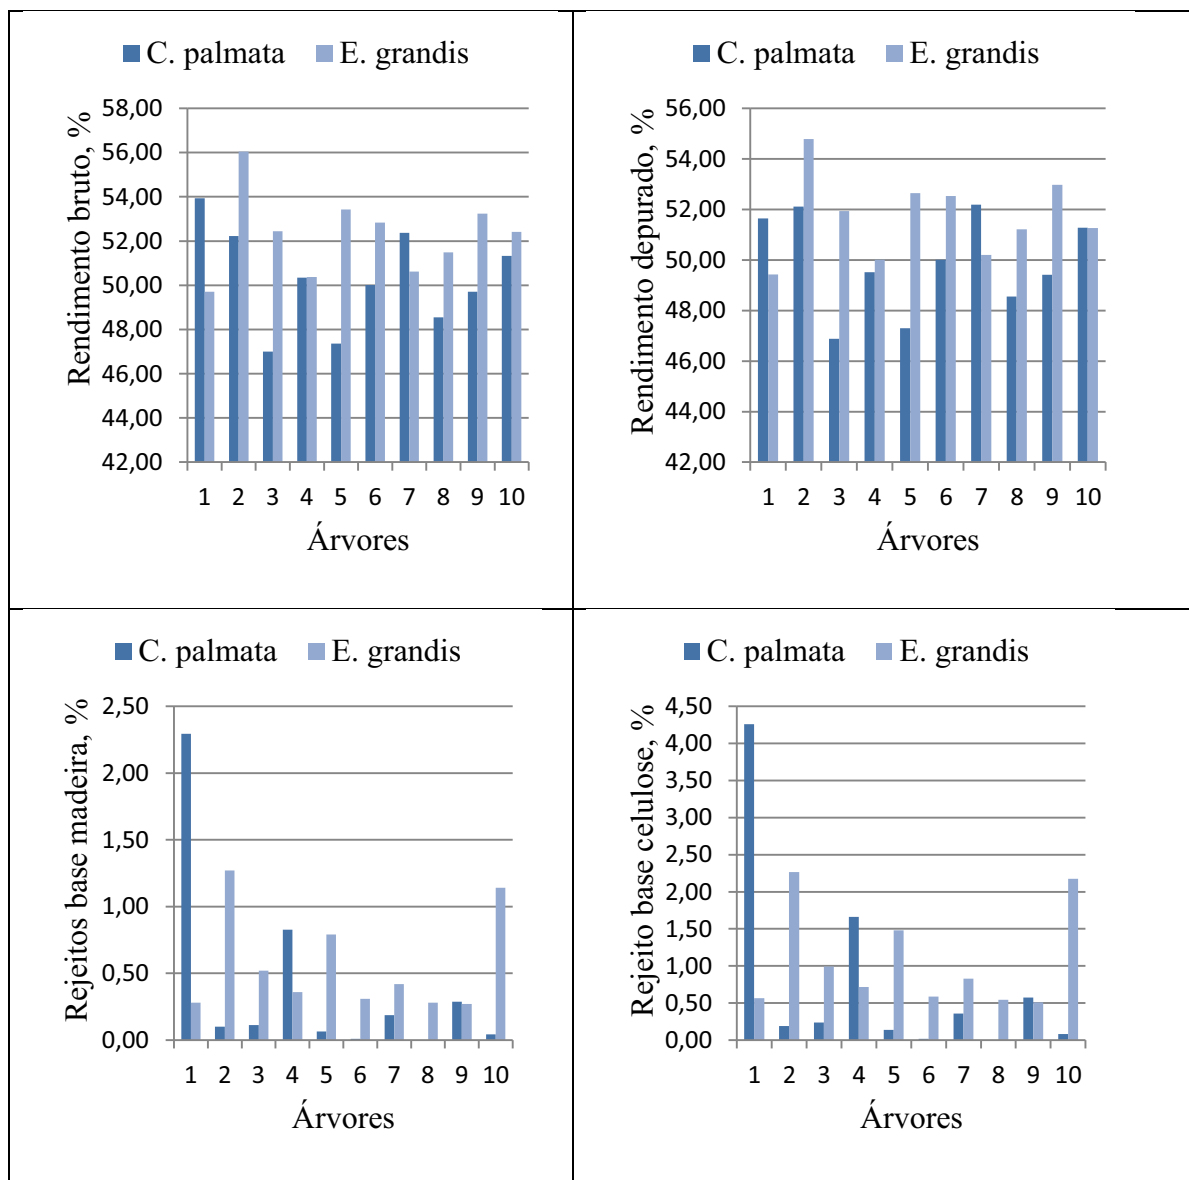 C. palmata E. grandis
Rendimento bruto, %
58,00
56,00
54,00
52,00
50,00
48,00
46,00
44,00
42,00
1 2 3 4 5 6 7 8 9 10
Árvores
C. palmata E. grandis
Rendimento depurado, %
56,00
54,00
52,00
50,00
48,00
46,00
44,00
42,00
1 2 3 4 5 6 7 8 9 10
Árvores
C. palmata E. grandis
Rejeitos base madeira, %
2,50
2,00
1,50
1,00
0,50
0,00
1 2 3 4 5 6 7 8 9 10
Árvores
C. palmata E. grandis
Rejeito base celulose, %
4,50
4,00
3,50
3,00
2,50
2,00
1,50
1,00
0,50
0,00
1 2 3 4 5 6 7 8 9 10
Árvores